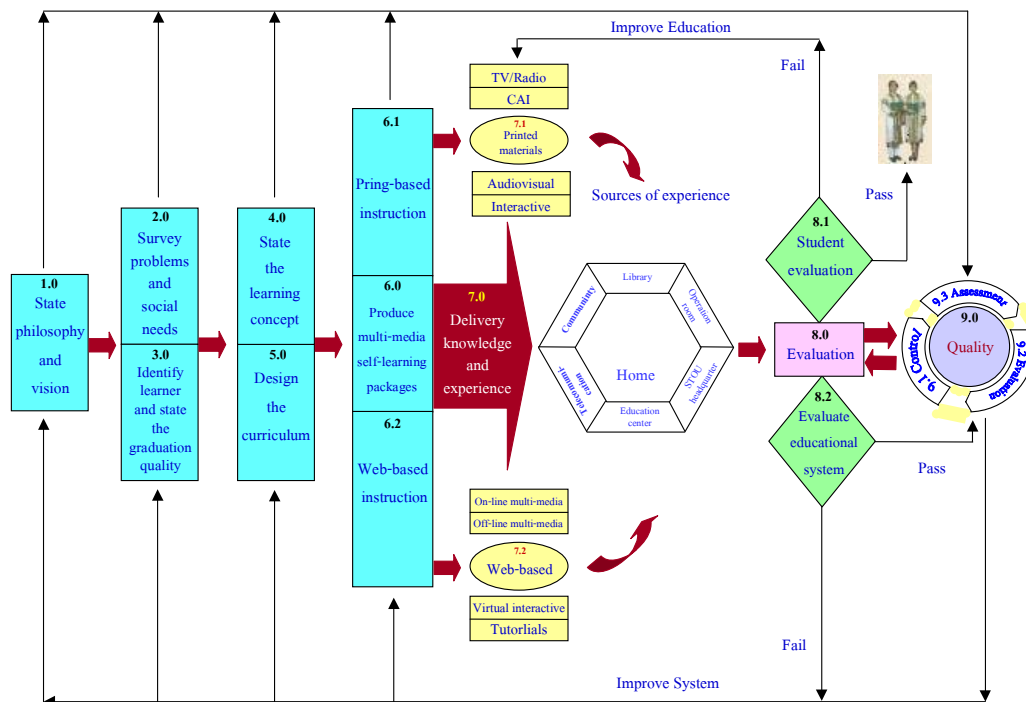 Improve Education
Fail
TV/Radio
CAI
7.1
Printed
materials
Audiovisual
Interactive
Sources of experience
Pass
1.0
State
philosophy
and
vision
2.0
Survey
problems
and
social
needs
3.0
Identify
learner
and state
the
graduation
quality
4.0
State
the
learning
concept
5.0
Design
the
curriculum
6.1
Pring-based
instruction
6.0
Produce
multi-media
self-learning
packages
6.2
Web-based
instruction
7.0
Delivery
knowledge
and
experience
Library
Operation
room
STOU
headquarter
Education
center
Telecommuni-
cation
Communinty
Home
8.1
Student
evaluation
8.0
Evaluation
8.2
Evaluate
educational
system
9.3 Assessment
9.0
Quality
9.1 Control
9.2 Evaluation
Pass
On-line multi-media
Off-line multi-media
7.2
Web-based
Virtual interactive
Tutorlials
Fail
Improve System